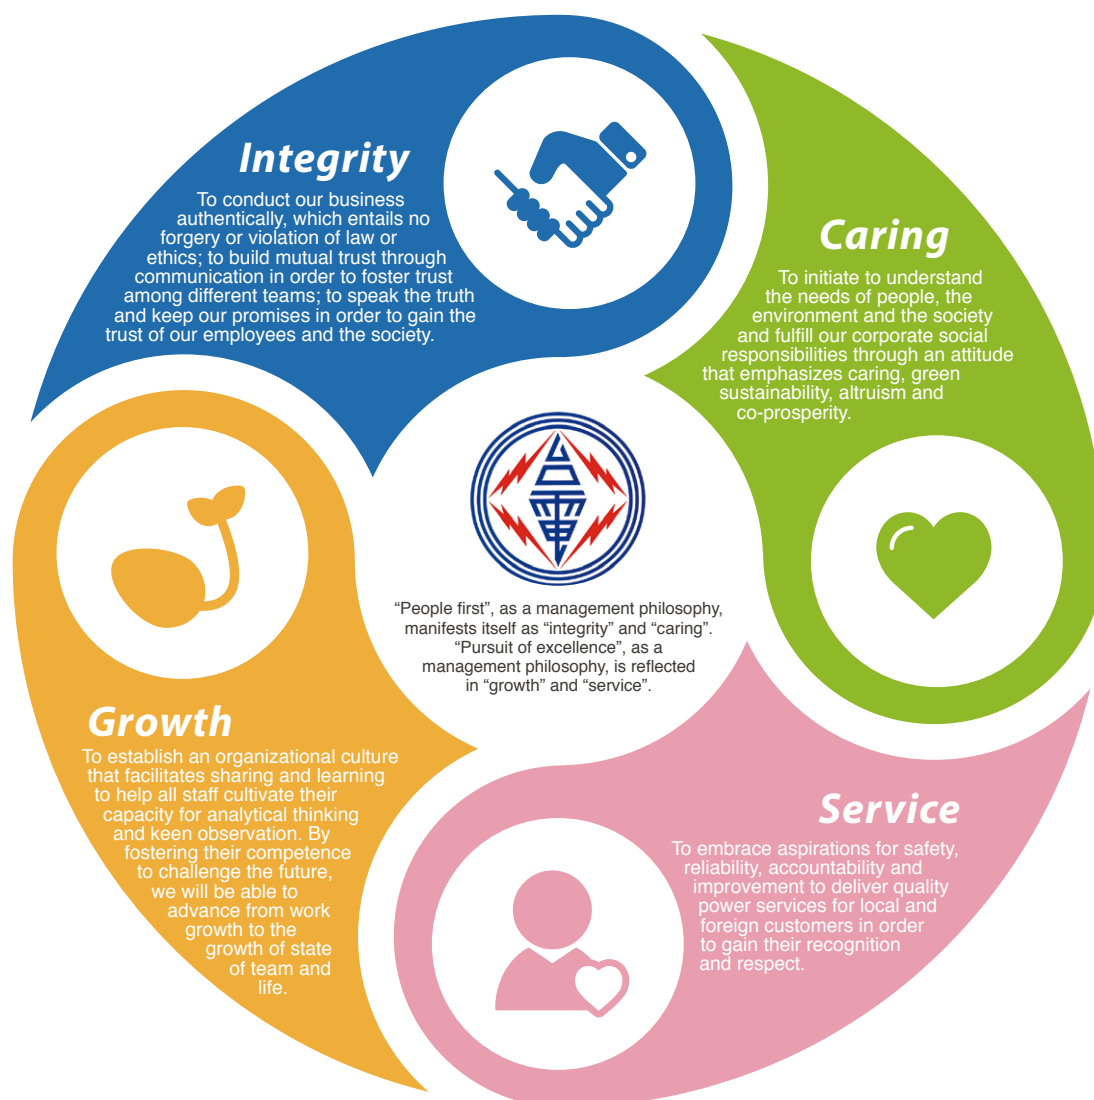 Integrity
To conduct our business
authentically, which entails no
forgery or violation of law or
ethics; to build mutual trust through
communication in order to foster trust
among different teams; to speak the truth
and keep our promises in order to gain the
trust of our employees and the society.
Caring
To initiate to understand
the needs of people, the
environment and the society
and fulfill our corporate social
responsibilities through an attitude
that emphasizes caring, green
sustainability, altruism and
co-prosperity.
台電
“People first”, as a management philosophy,
manifests itself as “integrity” and “caring”.
“Pursuit of excellence”, as a
management philosophy, is reflected
in “growth” and “service”.
Growth
To establish an organizational culture
that facilitates sharing and learning
to help all staff cultivate their
capacity for analytical thinking
and keen observation. By
fostering their competence
to challenge the future,
we will be able to
advance from work
growth to the
growth of state
of team and
life.
Service
To embrace aspirations for safety,
reliability, accountability and
improvement to deliver quality
power services for local and
foreign customers in order
to gain their recognition
and respect.